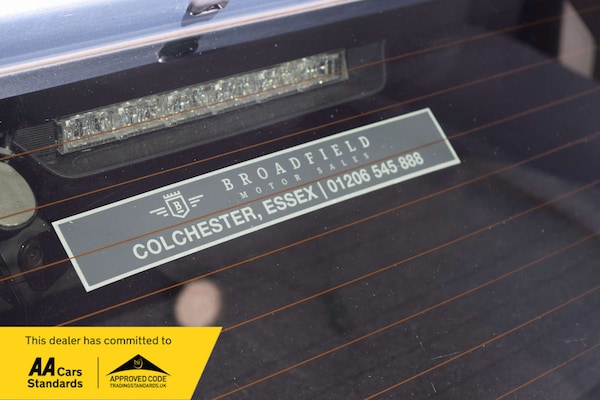 B
BROADFIELD
MOTOR SALES
COLCHESTER, ESSEX | 01206 545 888
This dealer has committed to
AA Cars
Standards
APPROVED CODE
TRADINGSTANDARDS.UK